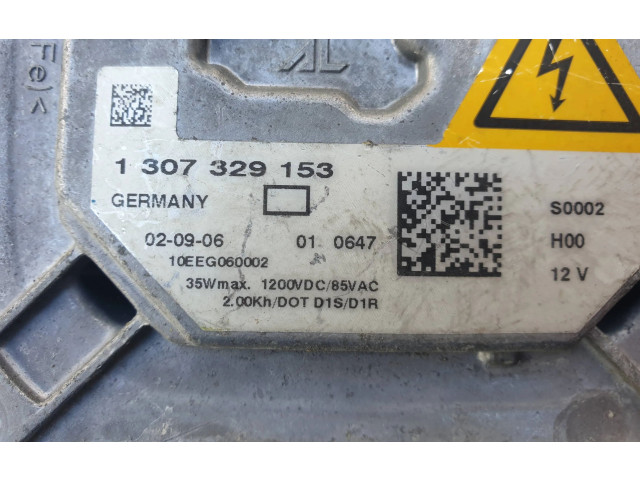 Fe)<
AL
1 307 329 153
GERMANY
02-09-06 01 0647
10EEG060002
35Wmax. 1200VDC/85VAC
2.00Kh/DOT D1S/D1R
S0002
H00
12 V